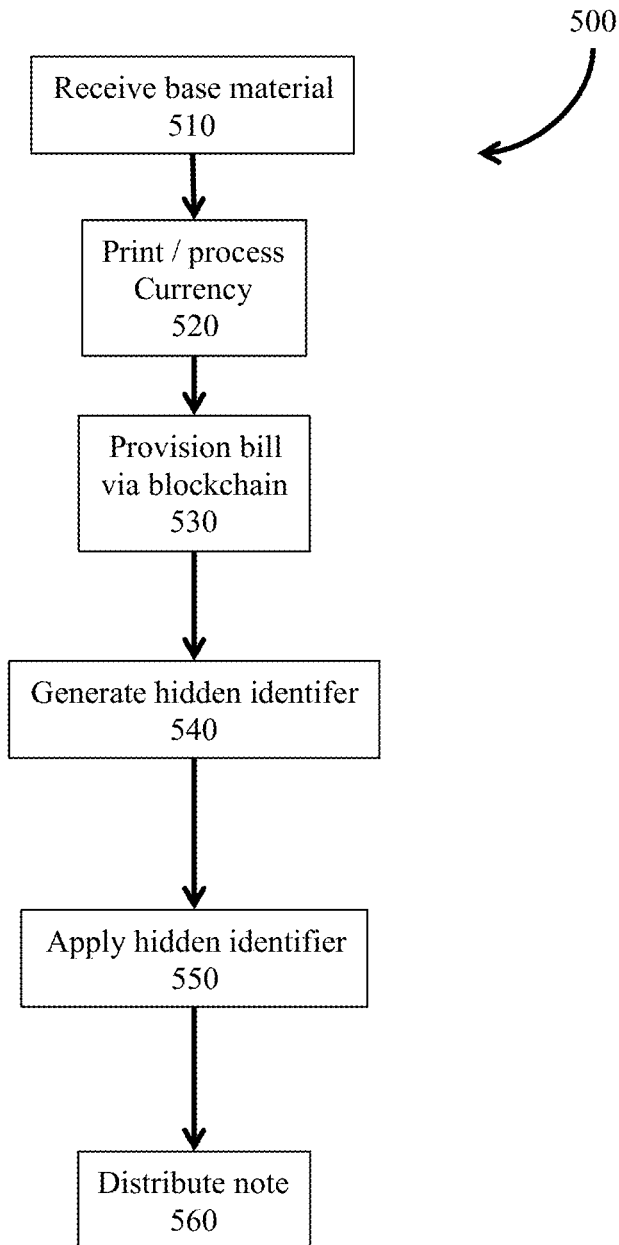 500
Receive base material
510
Print / process
Currency
520
Provision bill
via blockchain
530
Generate hidden identifer
540
Apply hidden identifier
550
Distribute note
560